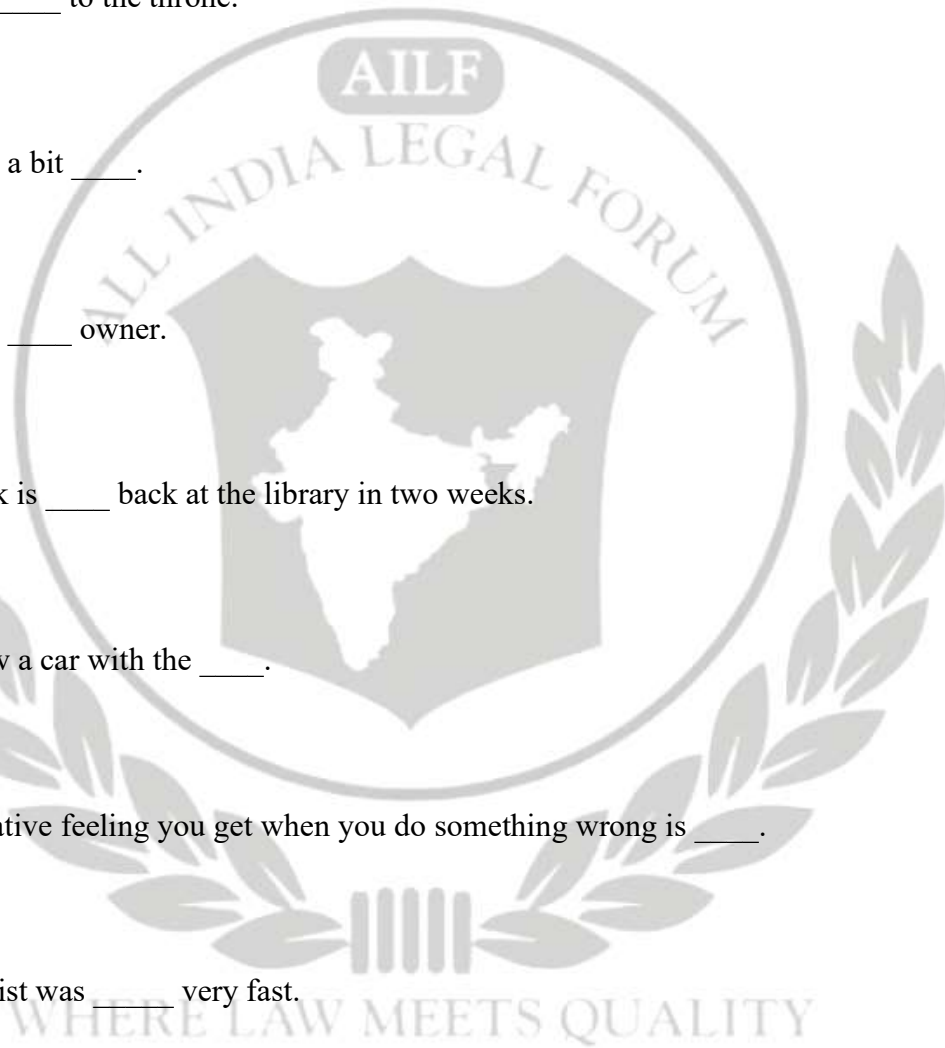 ____ to the throne.
AILF
ALL INDIA LEGAL FORUM
a bit ____.
____ owner.
is ____ back at the library in two weeks.
a car with the ____.
feeling you get when you do something wrong is ____.
was _____ very fast.
WHERE LAW MEETS QUALITY